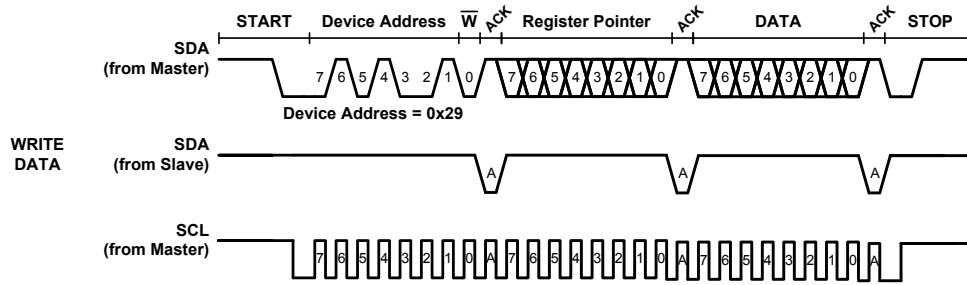 START Device Address W ACK Register Pointer ACK DATA ACK STOP
SDA
(from Master)
7 6 5 4 3 2 1 0 7 6 5 4 3 2 1 0 7 6 5 4 3 2 1 0
Device Address = 0x29
WRITE
DATA
SDA
(from Slave)
A A A
SCL
(from Master)
7 6 5 4 3 2 1 0 A 7 6 5 4 3 2 1 0 A 7 6 5 4 3 2 1 0 A